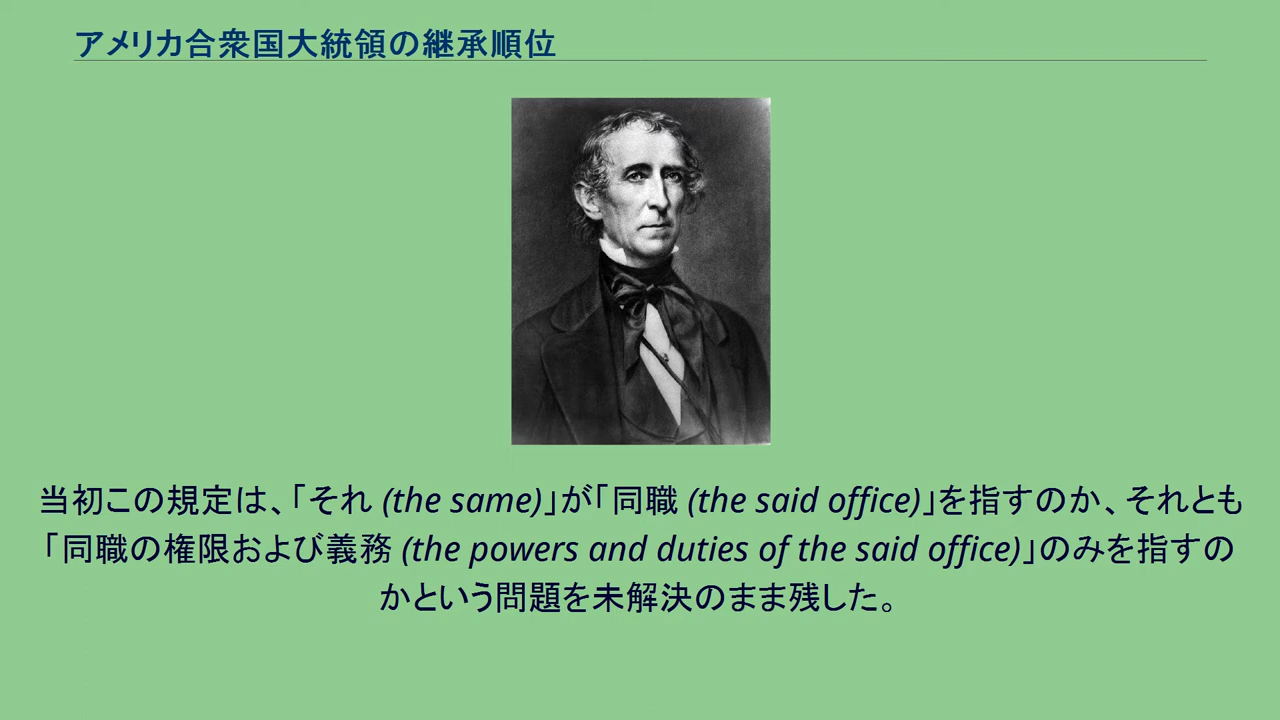 アメリカ合衆国大統領の継承順位
当初この規定は、「それ (the same)」が「同職 (the said office)」を指すのか、それとも
「同職の権限および義務 (the powers and duties of the said office)」のみを指すの
かという問題を未解決のまま残した。